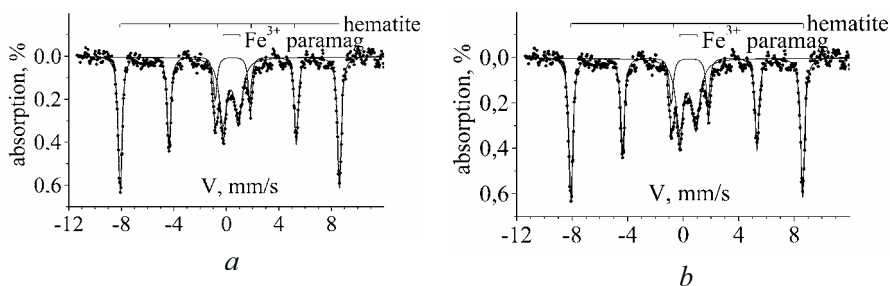 hematite
Fe³⁺ paramag
absorption, %
0.0
0.2
0.4
0.6
V, mm/s
-12 -8 -4 0 4 8
a
hematite
Fe³⁺ paramag
absorption, %
0.0
0,2
0,4
0,6
V, mm/s
-12 -8 -4 0 4 8
b